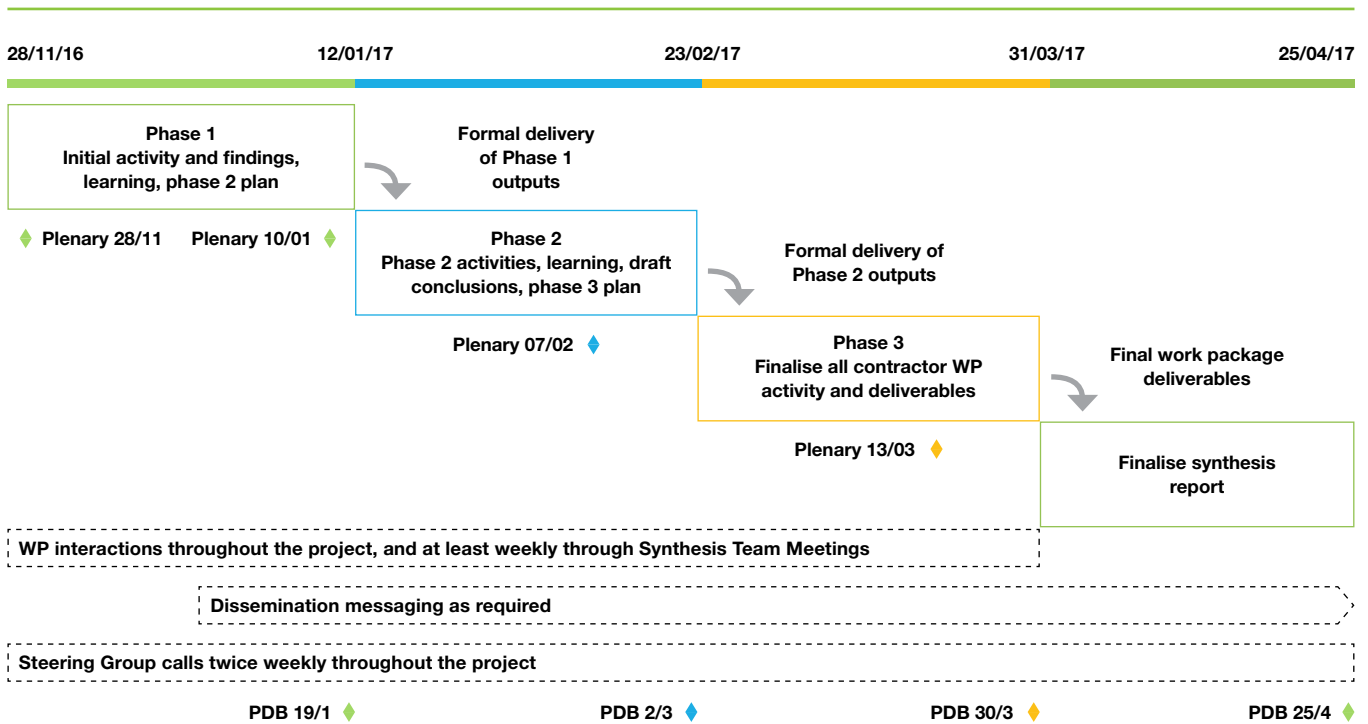 28/11/16
12/01/17
23/02/17
31/03/17
25/04/17
Phase 1
Initial activity and findings,
learning, phase 2 plan
Formal delivery
of Phase 1
outputs
Plenary 28/11
Plenary 10/01
Phase 2
Phase 2 activities, learning, draft
conclusions, phase 3 plan
Formal delivery of
Phase 2 outputs
Plenary 07/02
Phase 3
Finalise all contractor WP
activity and deliverables
Final work package
deliverables
Plenary 13/03
Finalise synthesis
report
WP interactions throughout the project, and at least weekly through Synthesis Team Meetings
Dissemination messaging as required
Steering Group calls twice weekly throughout the project
PDB 19/1
PDB 2/3
PDB 30/3
PDB 25/4